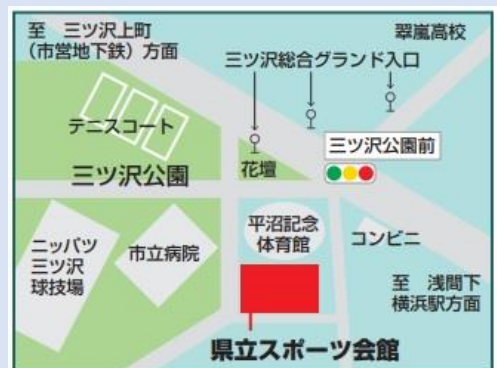 至 三ツ沢上町
（市営地下鉄）方面
翠嵐高校
三ツ沢総合グランド入口
テニスコート
三ツ沢公園前
三ツ沢公園
花壇
ニッパツ
三ツ沢
球技場
市立病院
平沼記念
体育館
コンビニ
至 浅間下
横浜駅方面
県立スポーツ会館